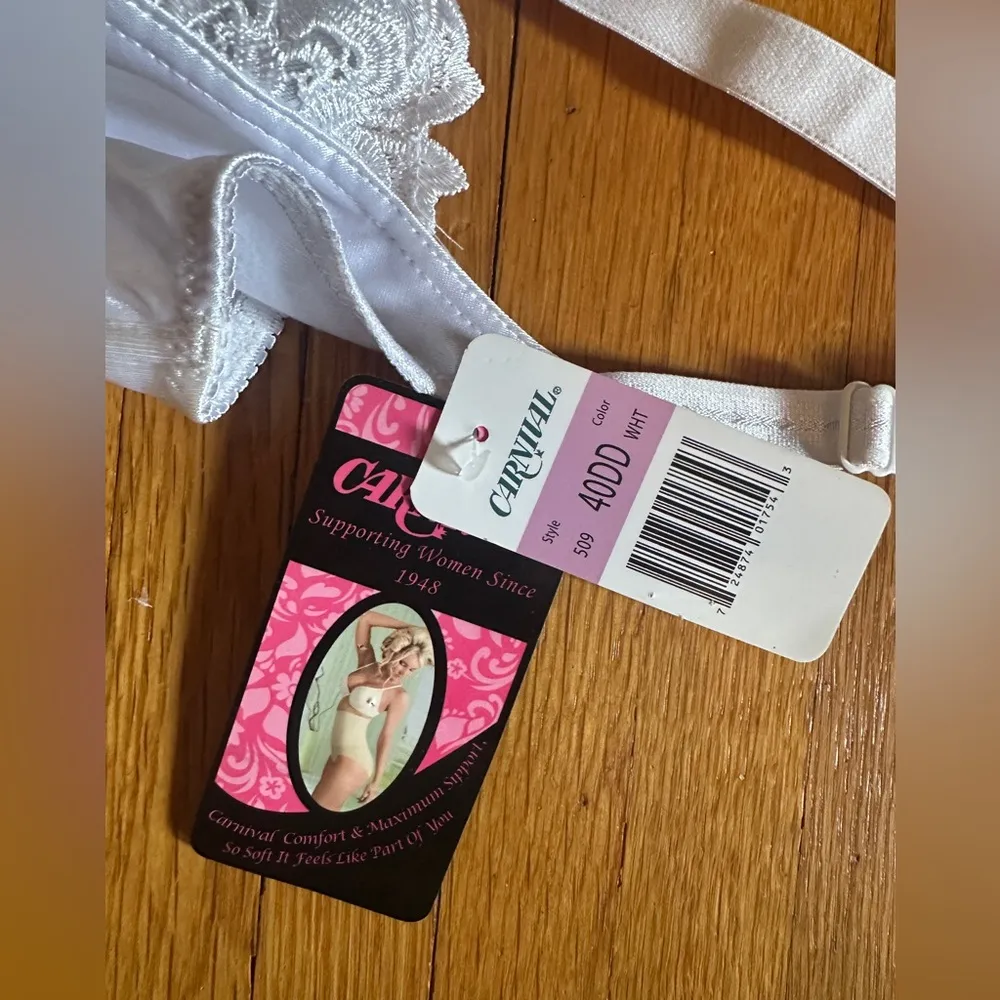 CARNIVAL®
Style
509
40DD
Color
WHT
7 24874 01754 3
Supporting Women Since
1948
Carnival Comfort & Maximum Support,
So Soft It Feels Like Part Of You